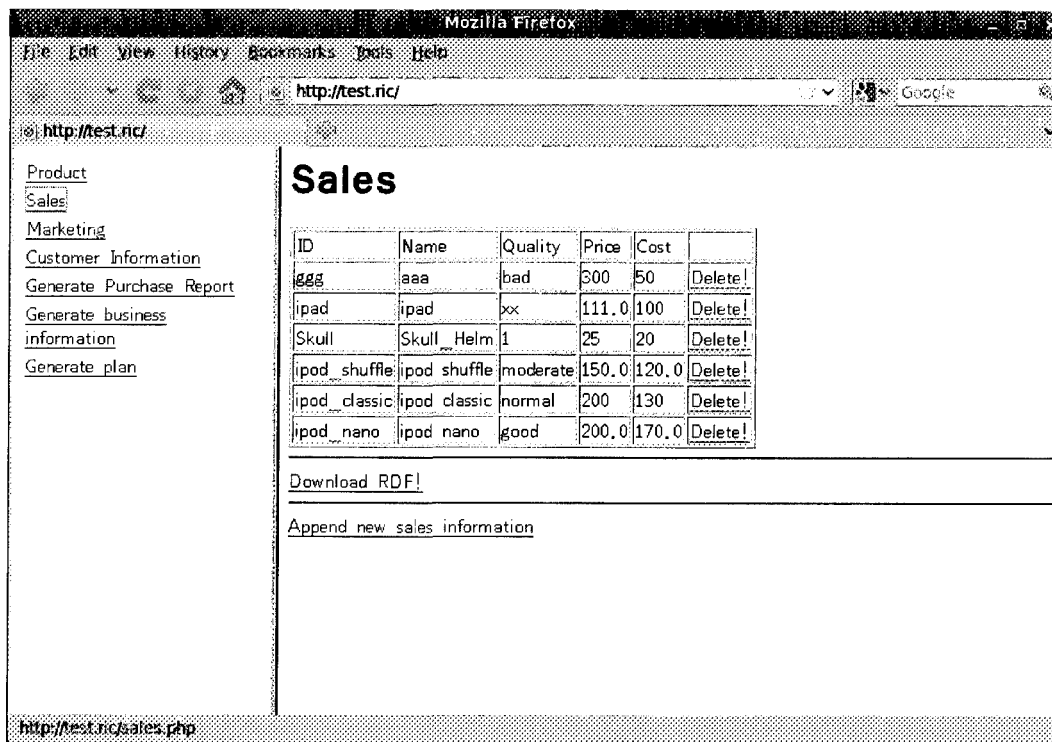 Mozilla Firefox
File Edit View History Bookmarks Tools Help
http://test.ric/ Google
http://test.ric/
Product
Sales
Marketing
Customer Information
Generate Purchase Report
Generate business
information
Generate plan
Sales
ID Name Quality Price Cost
ggg aaa bad 300 50 Delete!
ipad ipad xx 111.0 100 Delete!
Skull Skull_Helm 1 25 20 Delete!
ipod_shuffle ipod shuffle moderate 150.0 120.0 Delete!
ipod_classic ipod classic normal 200 130 Delete!
ipod_nano ipod nano good 200.0 170.0 Delete!
Download RDF!
Append new sales information
http://test.ric/sales.php